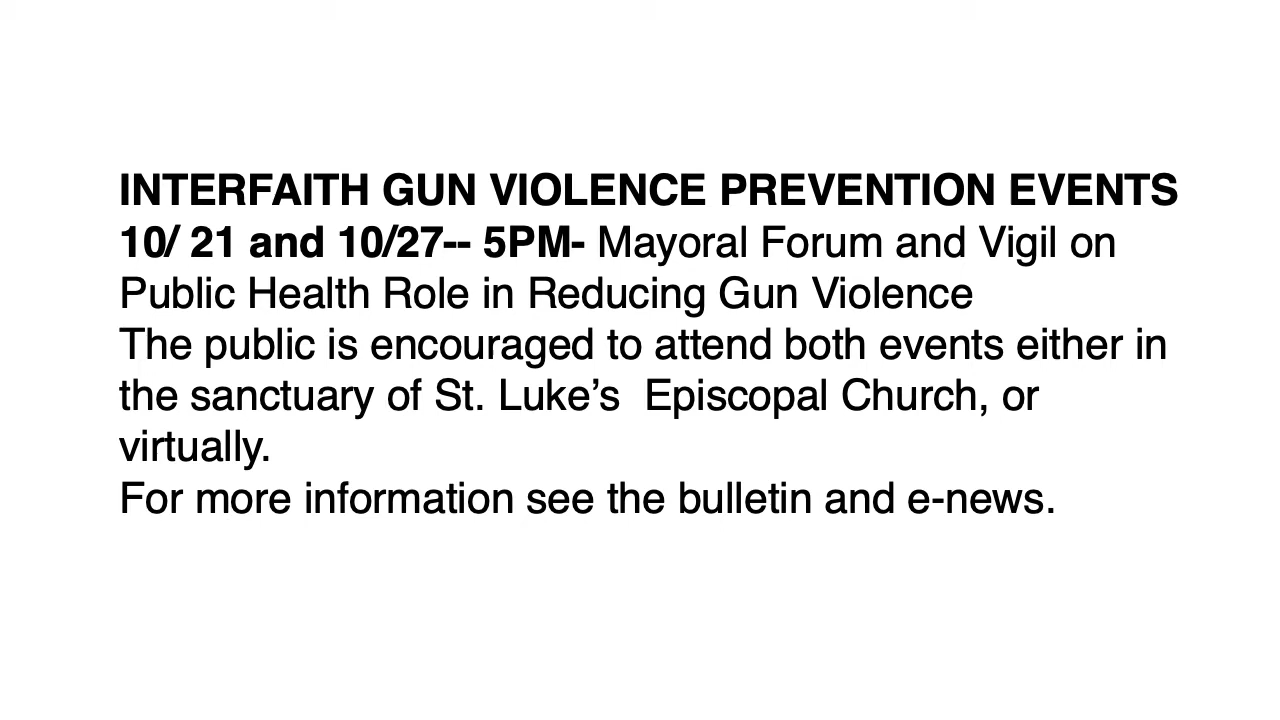 INTERFAITH GUN VIOLENCE PREVENTION EVENTS
10/ 21 and 10/27-- 5PM- Mayoral Forum and Vigil on
Public Health Role in Reducing Gun Violence
The public is encouraged to attend both events either in
the sanctuary of St. Luke’s  Episcopal Church, or
virtually.
For more information see the bulletin and e-news.